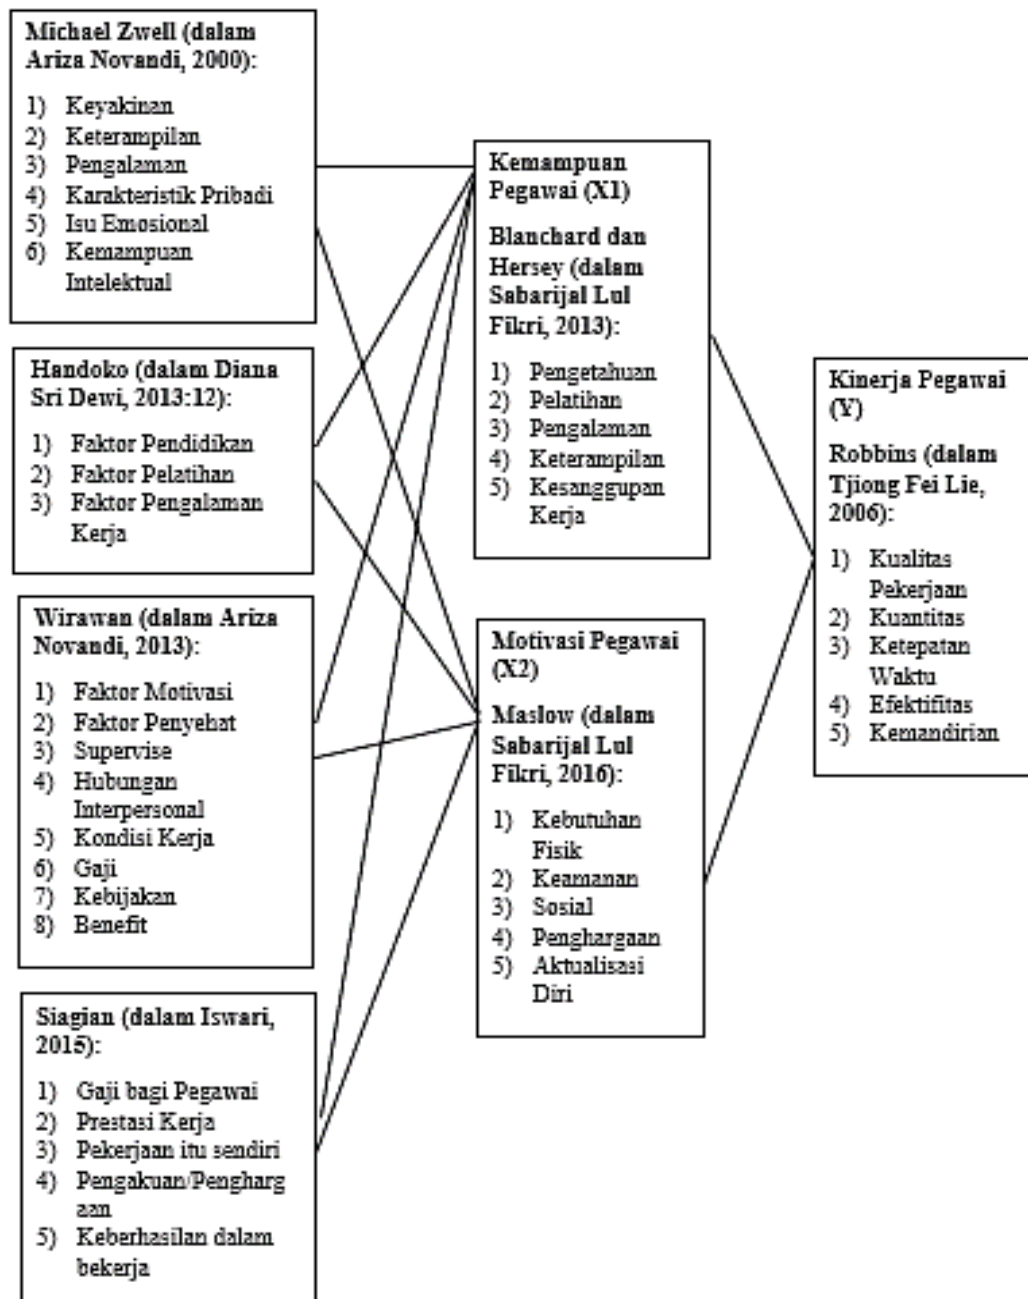 Michael Zwell (dalam
Ariza Novandi, 2000):
1) Keyakinan
2) Keterampilan
3) Pengalaman
4) Karakteristik Pribadi
5) Isu Emosional
6) Kemampuan
Intelektual
Handoko (dalam Diana
Sri Dewi, 2013:12):
1) Faktor Pendidikan
2) Faktor Pelatihan
3) Faktor Pengalaman
Kerja
Wirawan (dalam Ariza
Novandi, 2013):
1) Faktor Motivasi
2) Faktor Penyehat
3) Supervise
4) Hubungan
Interpersonal
5) Kondisi Kerja
6) Gaji
7) Kebijakan
8) Benefit
Siagian (dalam Iswari,
2015):
1) Gaji bagi Pegawai
2) Prestasi Kerja
3) Pekerjaan itu sendiri
4) Pengakuan/Pengharg
aan
5) Keberhasilan dalam
bekerja
Kemampuan
Pegawai (X1)
Blanchard dan
Hersey (dalam
Sabarijal Lul
Fikri, 2013):
1) Pengetahuan
2) Pelatihan
3) Pengalaman
4) Keterampilan
5) Kesanggupan
Kerja
Motivasi Pegawai
(X2)
Maslow (dalam
Sabarijal Lul
Fikri, 2016):
1) Kebutuhan
Fisik
2) Keamanan
3) Sosial
4) Penghargaan
5) Aktualisasi
Diri
Kinerja Pegawai
(Y)
Robbins (dalam
Tjiong Fei Lie,
2006):
1) Kualitas
Pekerjaan
2) Kuantitas
3) Ketepatan
Waktu
4) Efektifitas
5) Kemandirian